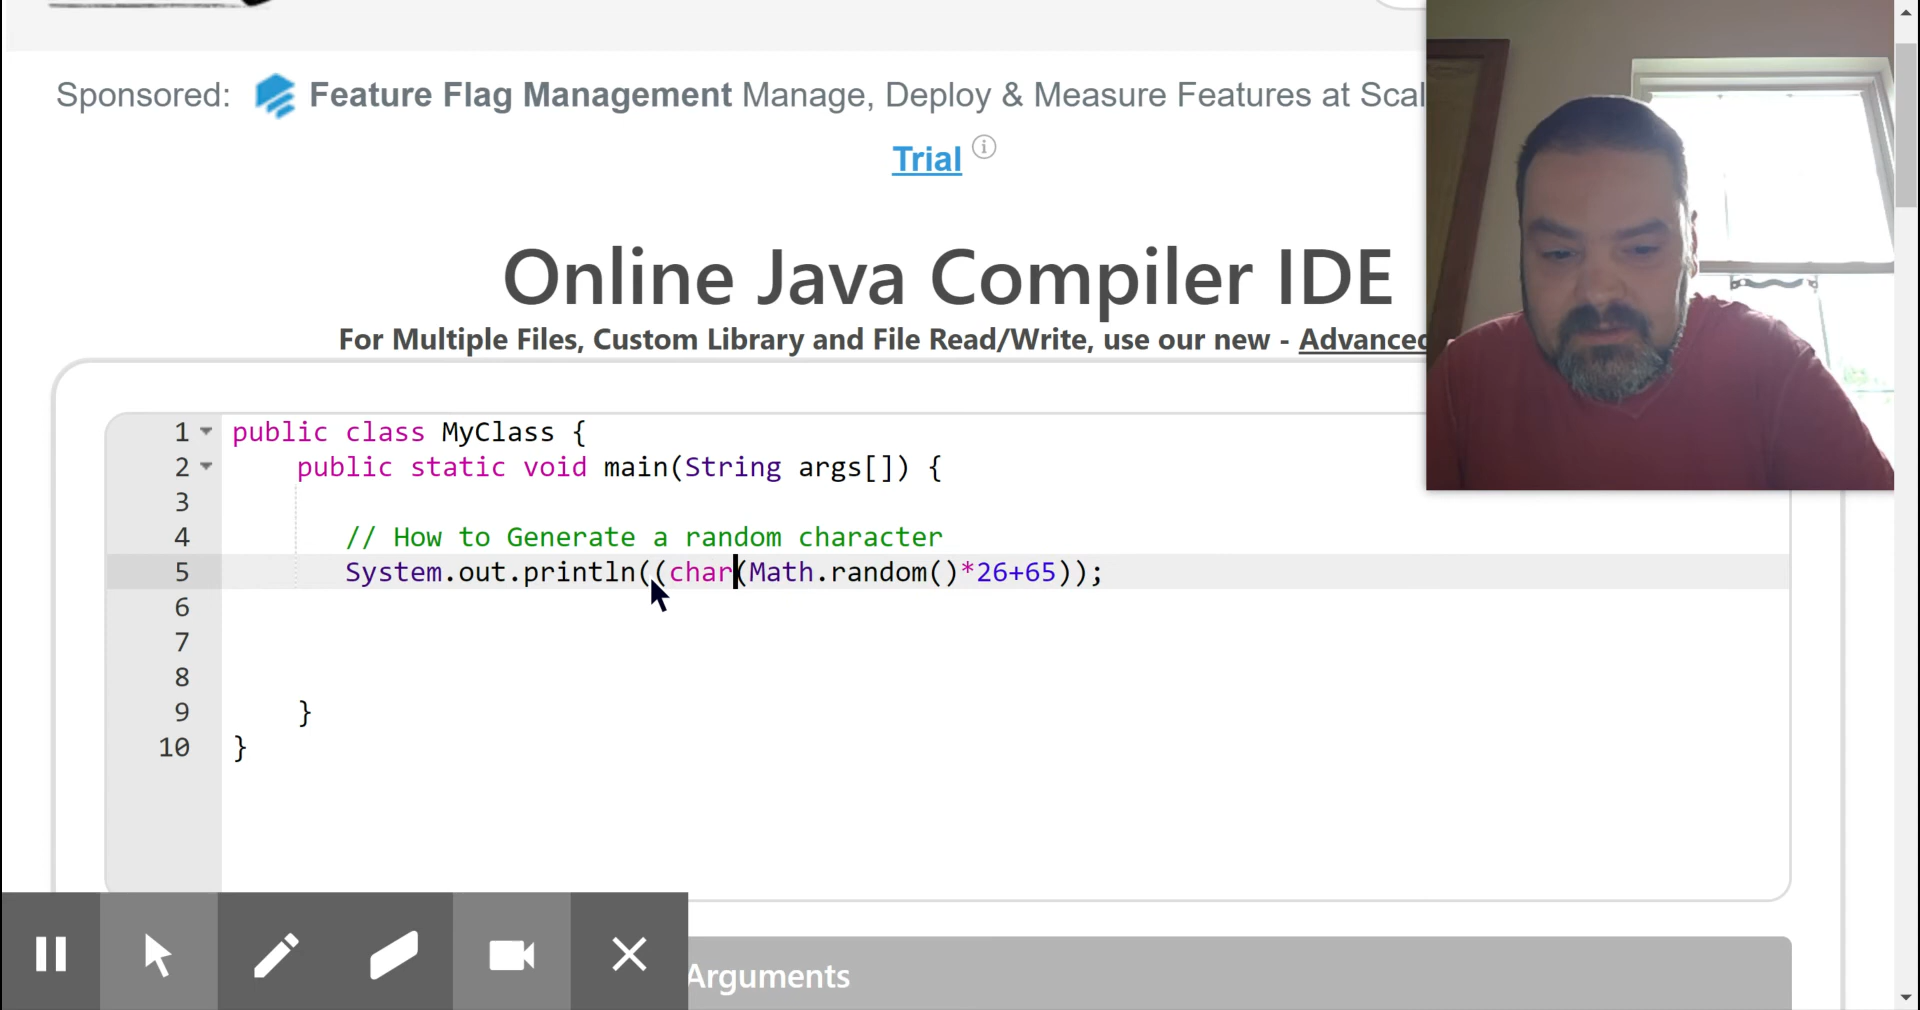 Sponsored: Feature Flag Management Manage, Deploy & Measure Features at Scal
Trial
Online Java Compiler IDE
For Multiple Files, Custom Library and File Read/Write, use our new - Advanced
1 public class MyClass {
2 public static void main(String args[]) {
3
4 // How to Generate a random character
5 System.out.println((char(Math.random()*26+65));
6
7
8
9 }
10 }
Arguments